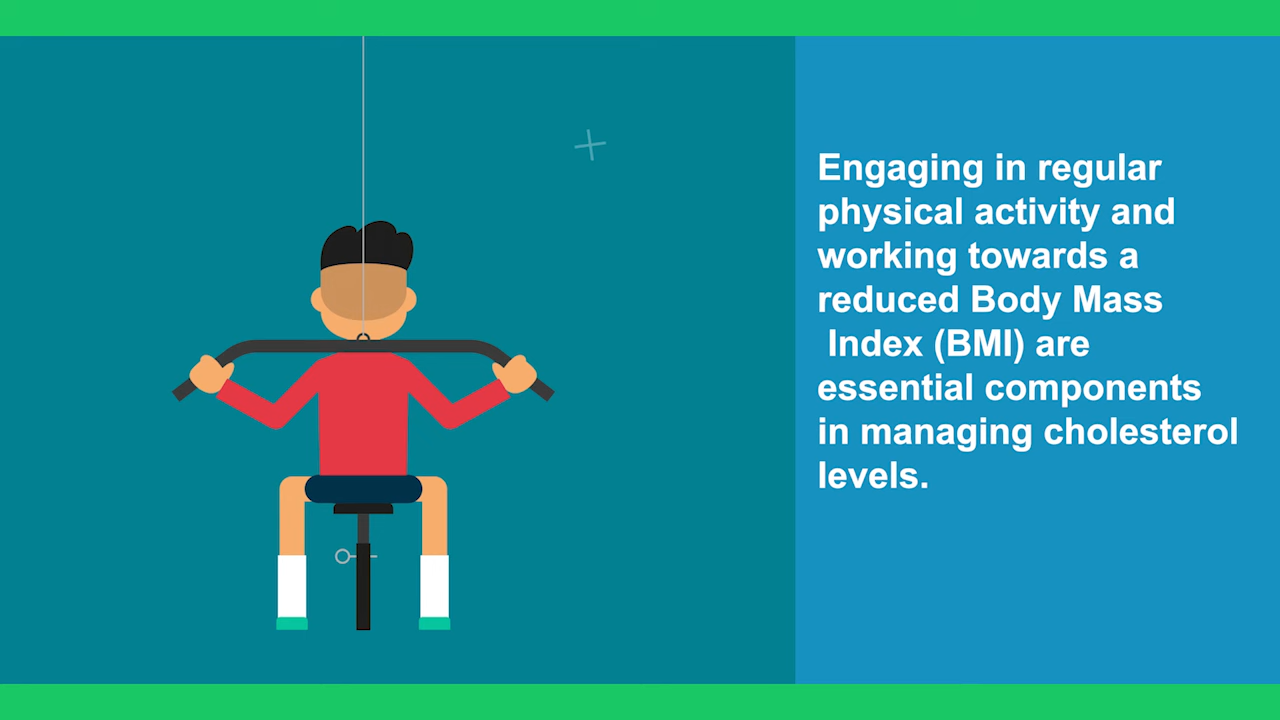 Engaging in regular
physical activity and
working towards a
reduced Body Mass
Index (BMI) are
essential components
in managing cholesterol
levels.